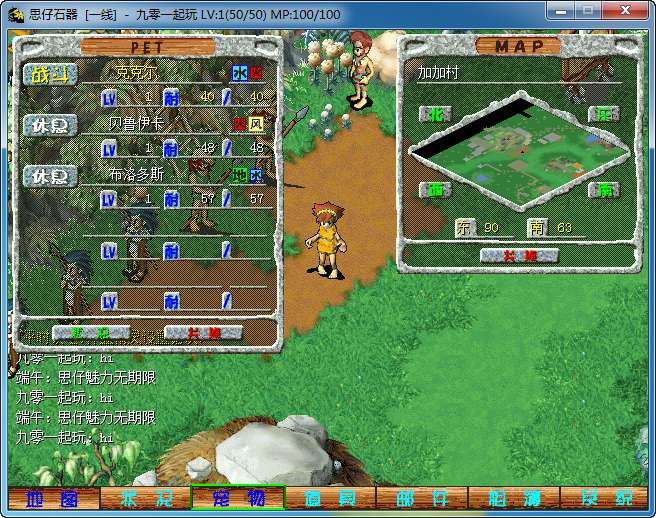 思仔石器 [一线] - 九零一起玩 LV:1(50/50) MP:100/100
PET
战斗 克克尔 水
LV 1 耐 40 / 40
休息 闪鲁伊卡 风
LV 1 耐 48 / 48
休息 布洛多斯 地 水
LV 1 耐 57 / 57
LV 耐 /
LV 耐 /
状况 关闭
MAP
加加村
北 东
西 南
东 90 南 63
关闭
九零一起玩: hi
端午: 思仔魅力无期限
九零一起玩: hi
端午: 思仔魅力无期限
九零一起玩: hi
地图 状况 宠物 道具 邮件 相簿 系统